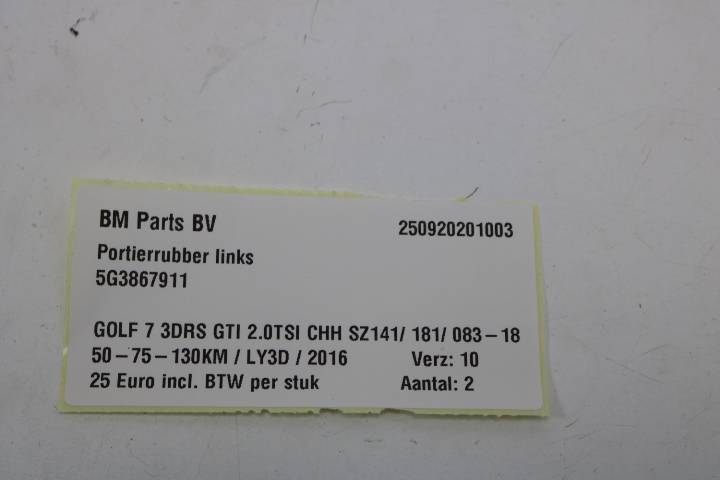 BM Parts BV 250920201003
Portierrubber links
5G3867911
GOLF 7 3DRS GTI 2.0TSI CHH SZ141/ 181/ 083-18
50-75-130KM / LY3D / 2016 Verz: 10
25 Euro incl. BTW per stuk Aantal: 2